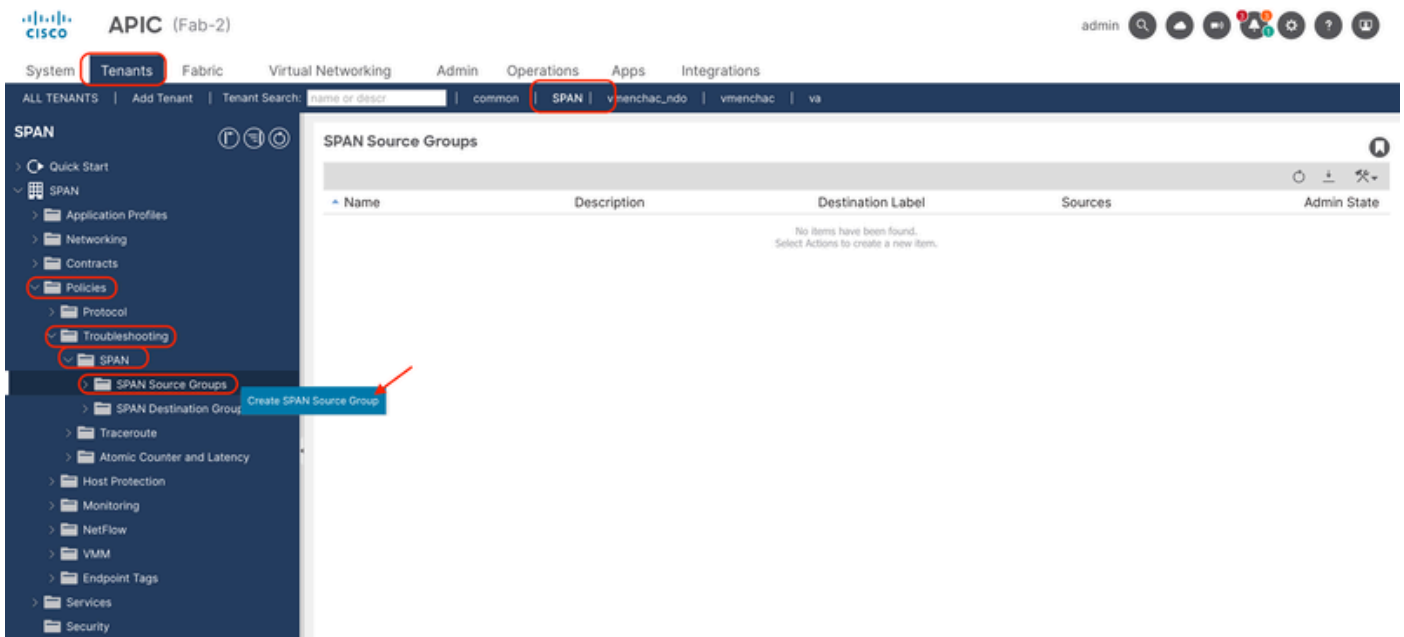 CISCO
APIC (Fab-2)
admin
3
1
System Tenants Fabric Virtual Networking Admin Operations Apps Integrations
ALL TENANTS | Add Tenant | Tenant Search: name or descr | common | SPAN | vmenchac_ndo | vmenchac | va
SPAN
Quick Start
SPAN
Application Profiles
Networking
Contracts
Policies
Protocol
Troubleshooting
SPAN
SPAN Source Groups
Create SPAN Source Group
SPAN Destination Group
Traceroute
Atomic Counter and Latency
Host Protection
Monitoring
NetFlow
VMM
Endpoint Tags
Services
Security
SPAN Source Groups
Name Description Destination Label Sources Admin State
No items have been found.
Select Actions to create a new item.